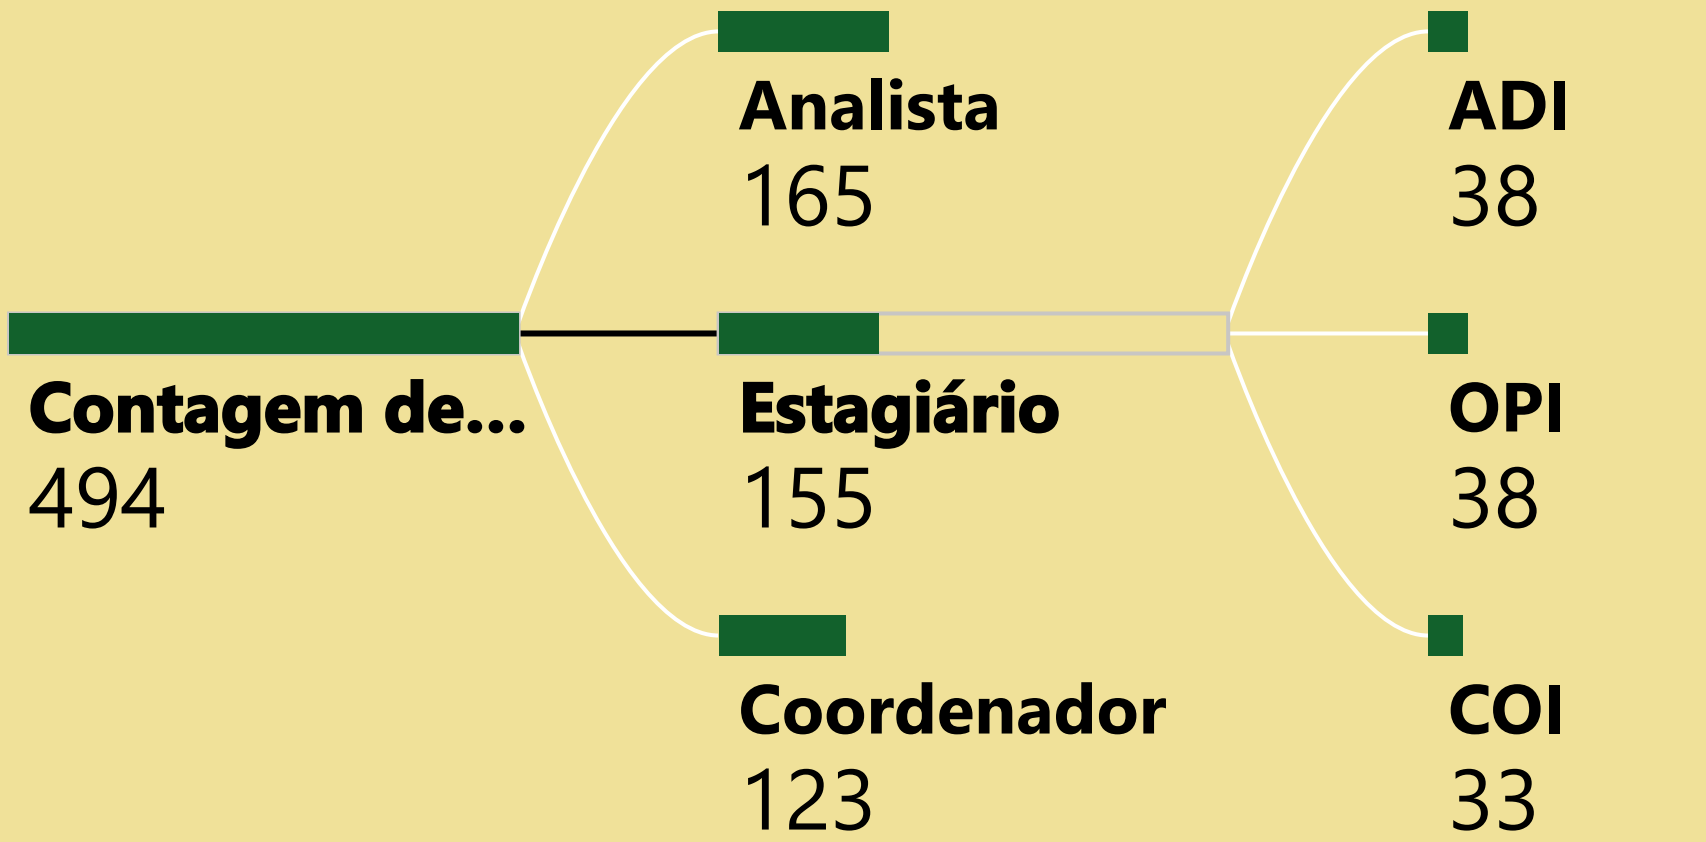 Contagem de...
494
Analista
165
Estagiário
155
Coordenador
123
ADI
38
OPI
38
COI
33